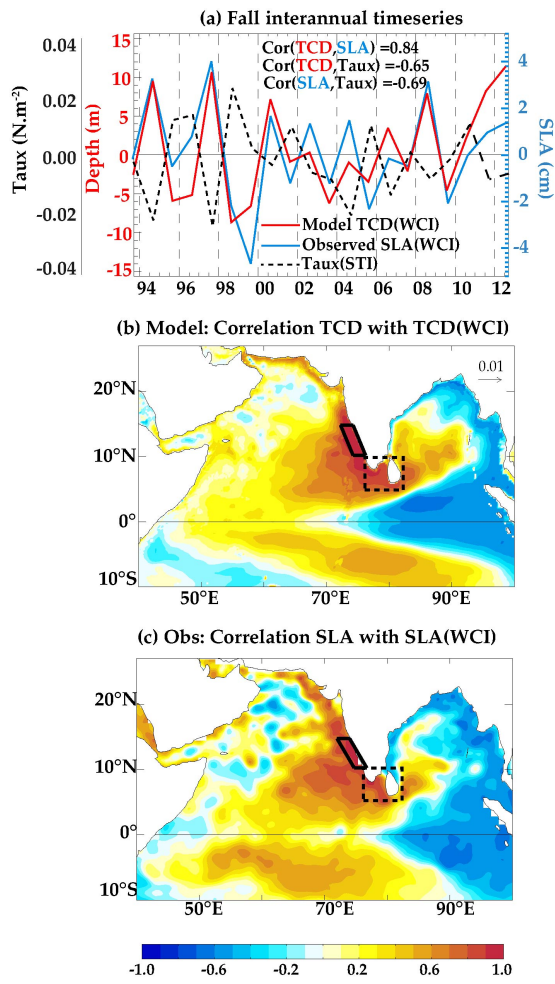 (a) Fall interannual timeseries
Cor(TCD,SLA) =0.84
Cor(TCD,Taux) =-0.65
Cor(SLA,Taux) =-0.69
Taux (N.m-2)
0.04
0.02
0.00
-0.02
-0.04
Depth (m)
15
10
5
0
-5
-10
-15
SLA (cm)
4
2
0
-2
-4
Model TCD(WCI)
Observed SLA(WCI)
Taux(STI)
94 96 98 00 02 04 06 08 10 12
(b) Model: Correlation TCD with TCD(WCI)
0.01
20°N
10°N
0°
10°S
50°E 70°E 90°E
(c) Obs: Correlation SLA with SLA(WCI)
20°N
10°N
0°
10°S
50°E 70°E 90°E
-1.0 -0.6 -0.2 0.2 0.6 1.0